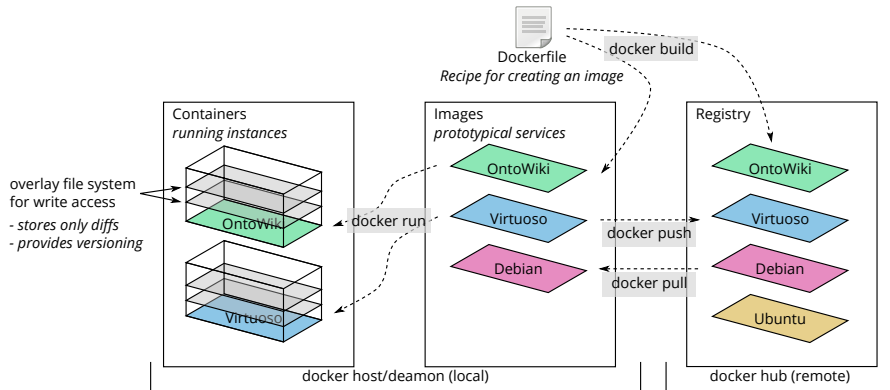 Dockerfile
Recipe for creating an image
docker build
Containers
running instances
Images
prototypical services
Registry
overlay file system
for write access
- stores only diffs
- provides versioning
OntoWiki
Virtuoso
docker run
OntoWiki
Virtuoso
Debian
docker push
docker pull
OntoWiki
Virtuoso
Debian
Ubuntu
docker host/deamon (local)
docker hub (remote)